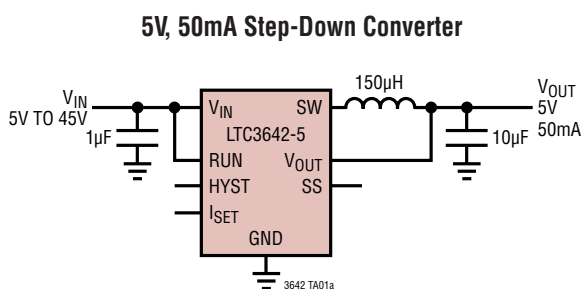 5V, 50mA Step-Down Converter
150µH
VIN
5V TO 45V
1µF
VIN
SW
LTC3642-5
RUN
VOUT
HYST
SS
ISET
GND
VOUT
5V
50mA
10µF
3642 TA01a